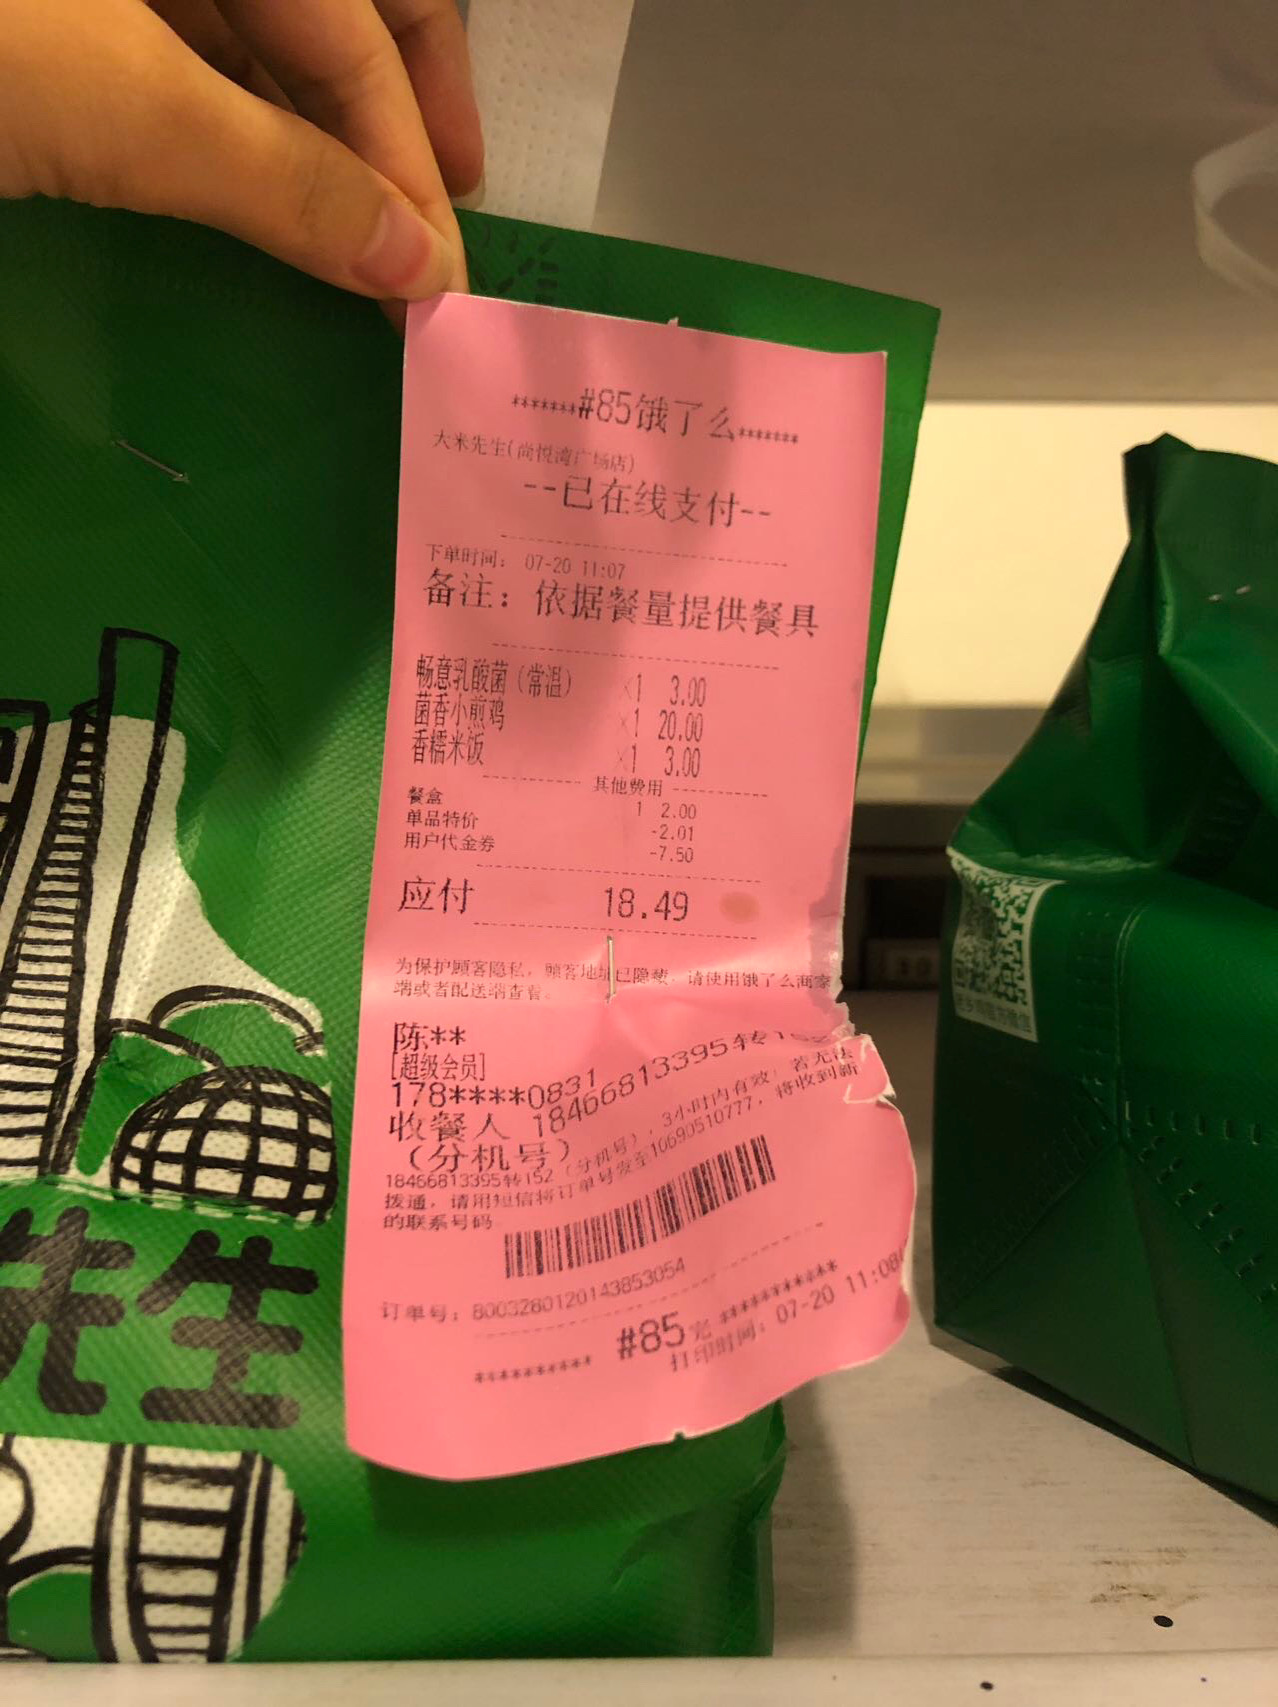 *******#85饿了么*******
大米先生(尚悦湾广场店)
--已在线支付--
下单时间: 07-20 11:07
备注: 依据餐量提供餐具
畅意乳酸菌(常温) ×1 3.00
菌香小煎鸡 ×1 20.00
香糯米饭 ×1 3.00
其他费用
餐盒 1 2.00
单品特价 -2.01
用户代金券 -7.50
应付 18.49
为保护顾客隐私，顾客地址已隐藏，请使用饿了么商家
端或者配送端查看。
陈**
[超级会员]
178****0831
收餐人 18466813395转152
(分机号)
18466813395转152 (分机号)，3小时内有效，若无法
拨通，请用短信将订单号发至10690510777，将收到新
的联系号码
订单号: 8003280120143853054
***********#85完***********
打印时间: 07-20 11:08
先生